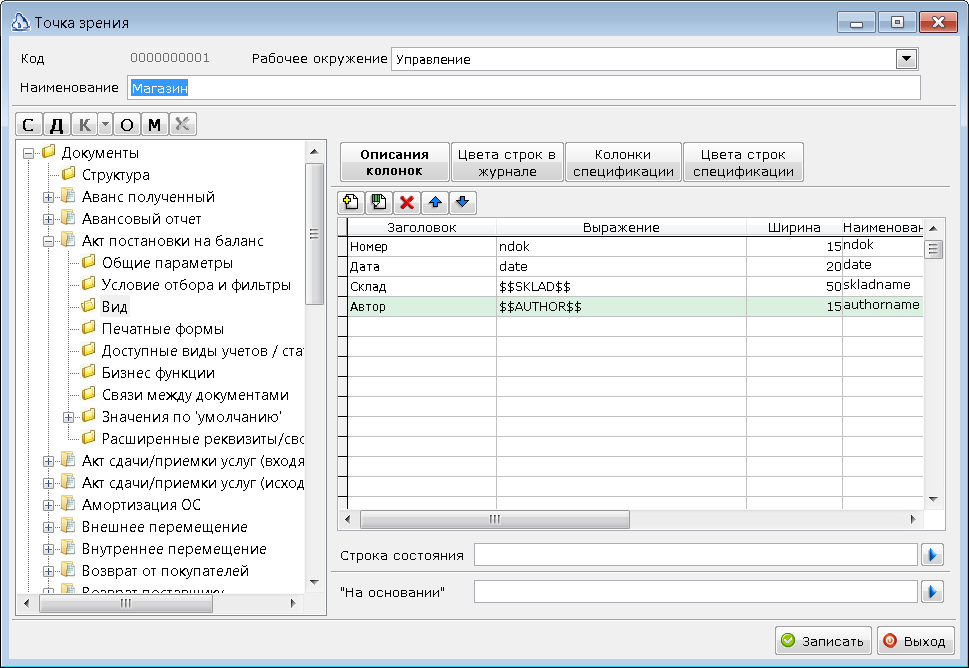 Точка зрения
Код 0000000001 Рабочее окружение Управление
Наименование Магазин
С Д К О М
Документы
Структура
Аванс полученный
Авансовый отчет
Акт постановки на баланс
Общие параметры
Условие отбора и фильтры
Вид
Печатные формы
Доступные виды учетов / ста
Бизнес функции
Связи между документами
Значения по 'умолчанию'
Расширенные реквизиты/сво
Акт сдачи/приемки услуг (входя
Акт сдачи/приемки услуг (исход
Амортизация ОС
Внешнее перемещение
Внутреннее перемещение
Возврат от покупателей
Возврат поставщику
Описания колонок
Цвета строк в журнале
Колонки спецификации
Цвета строк спецификации
Заголовок Выражение Ширина Наименован
Номер ndok 15 ndok
Дата date 20 date
Склад $$SKLAD$$ 50 skladname
Автор $$AUTHOR$$ 15 authorname
Строка состояния
"На основании"
Записать Выход